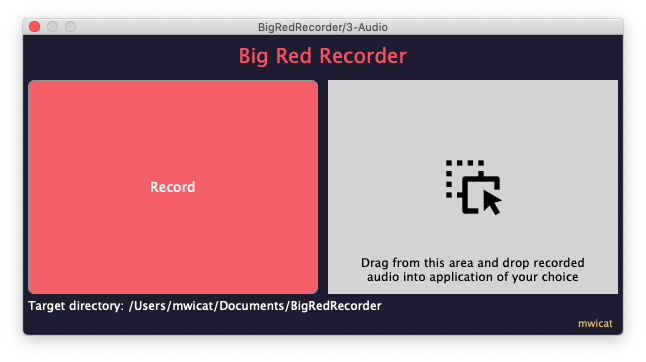 BigRedRecorder/3-Audio
Big Red Recorder
Record
Drag from this area and drop recorded
audio into application of your choice
Target directory: /Users/mwicat/Documents/BigRedRecorder
mwicat